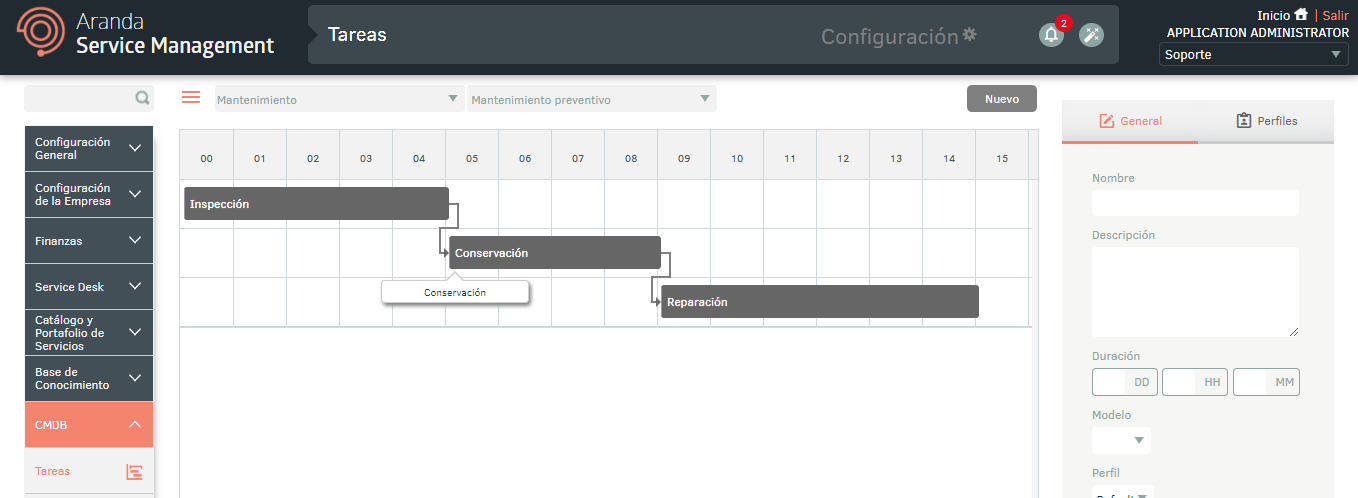 Aranda
Service Management
Tareas
Configuración
2
Inicio | Salir
APPLICATION ADMINISTRATOR
Soporte
Mantenimiento
Mantenimiento preventivo
Nuevo
Configuración
General
Configuración
de la Empresa
Finanzas
Service Desk
Catálogo y
Portafolio de
Servicios
Base de
Conocimiento
CMDB
Tareas
00 01 02 03 04 05 06 07 08 09 10 11 12 13 14 15
Inspección
Conservación
Conservación
Reparación
General
Perfiles
Nombre
Descripción
Duración
DD HH MM
Modelo
Perfil